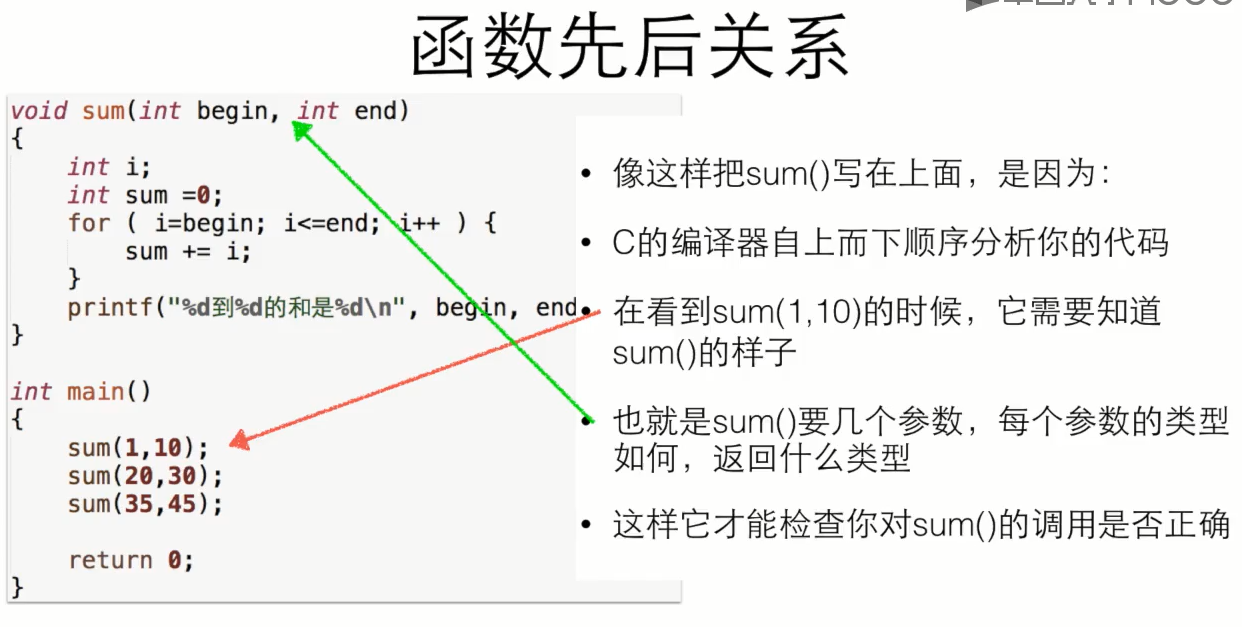 函数先后关系
void sum(int begin, int end)
{
int i;
int sum =0;
for ( i=begin; i<=end; i++ ) {
sum += i;
}
printf("%d到%d的和是%d\n", begin, end
}
int main()
{
sum(1,10);
sum(20,30);
sum(35,45);
return 0;
}
• 像这样把sum()写在上面，是因为：
• C的编译器自上而下顺序分析你的代码
• 在看到sum(1,10)的时候，它需要知道
sum()的样子
• 也就是sum()要几个参数，每个参数的类型
如何，返回什么类型
• 这样它才能检查你对sum()的调用是否正确